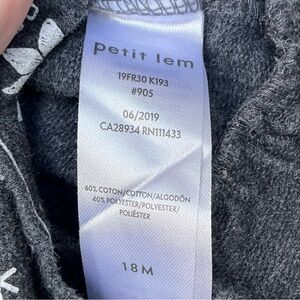 petit lem
19FR30 K193
#905
06/2019
CA28934 RN111433
60% COTON/COTTON/ALGODÓN
40% POLYESTER/POLYESTER/
POLIÉSTER
18M